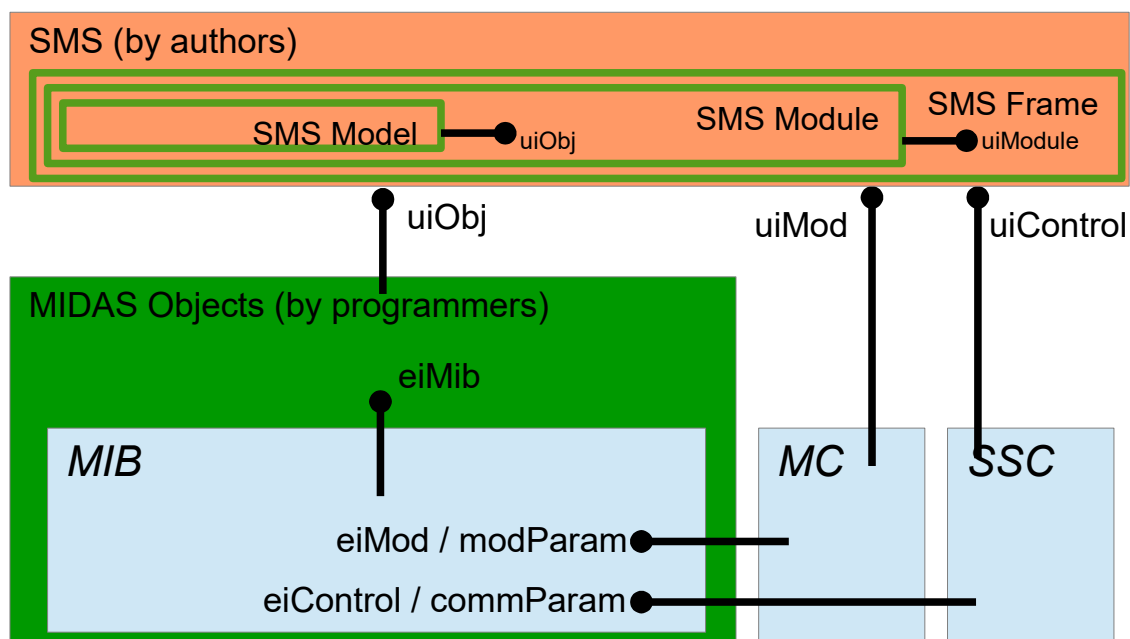 SMS (by authors)
SMS Model
uiObj
SMS Module
SMS Frame
uiModule
uiObj
uiMod
uiControl
MIDAS Objects (by programmers)
eiMib
MIB
MC
SSC
eiMod / modParam
eiControl / commParam